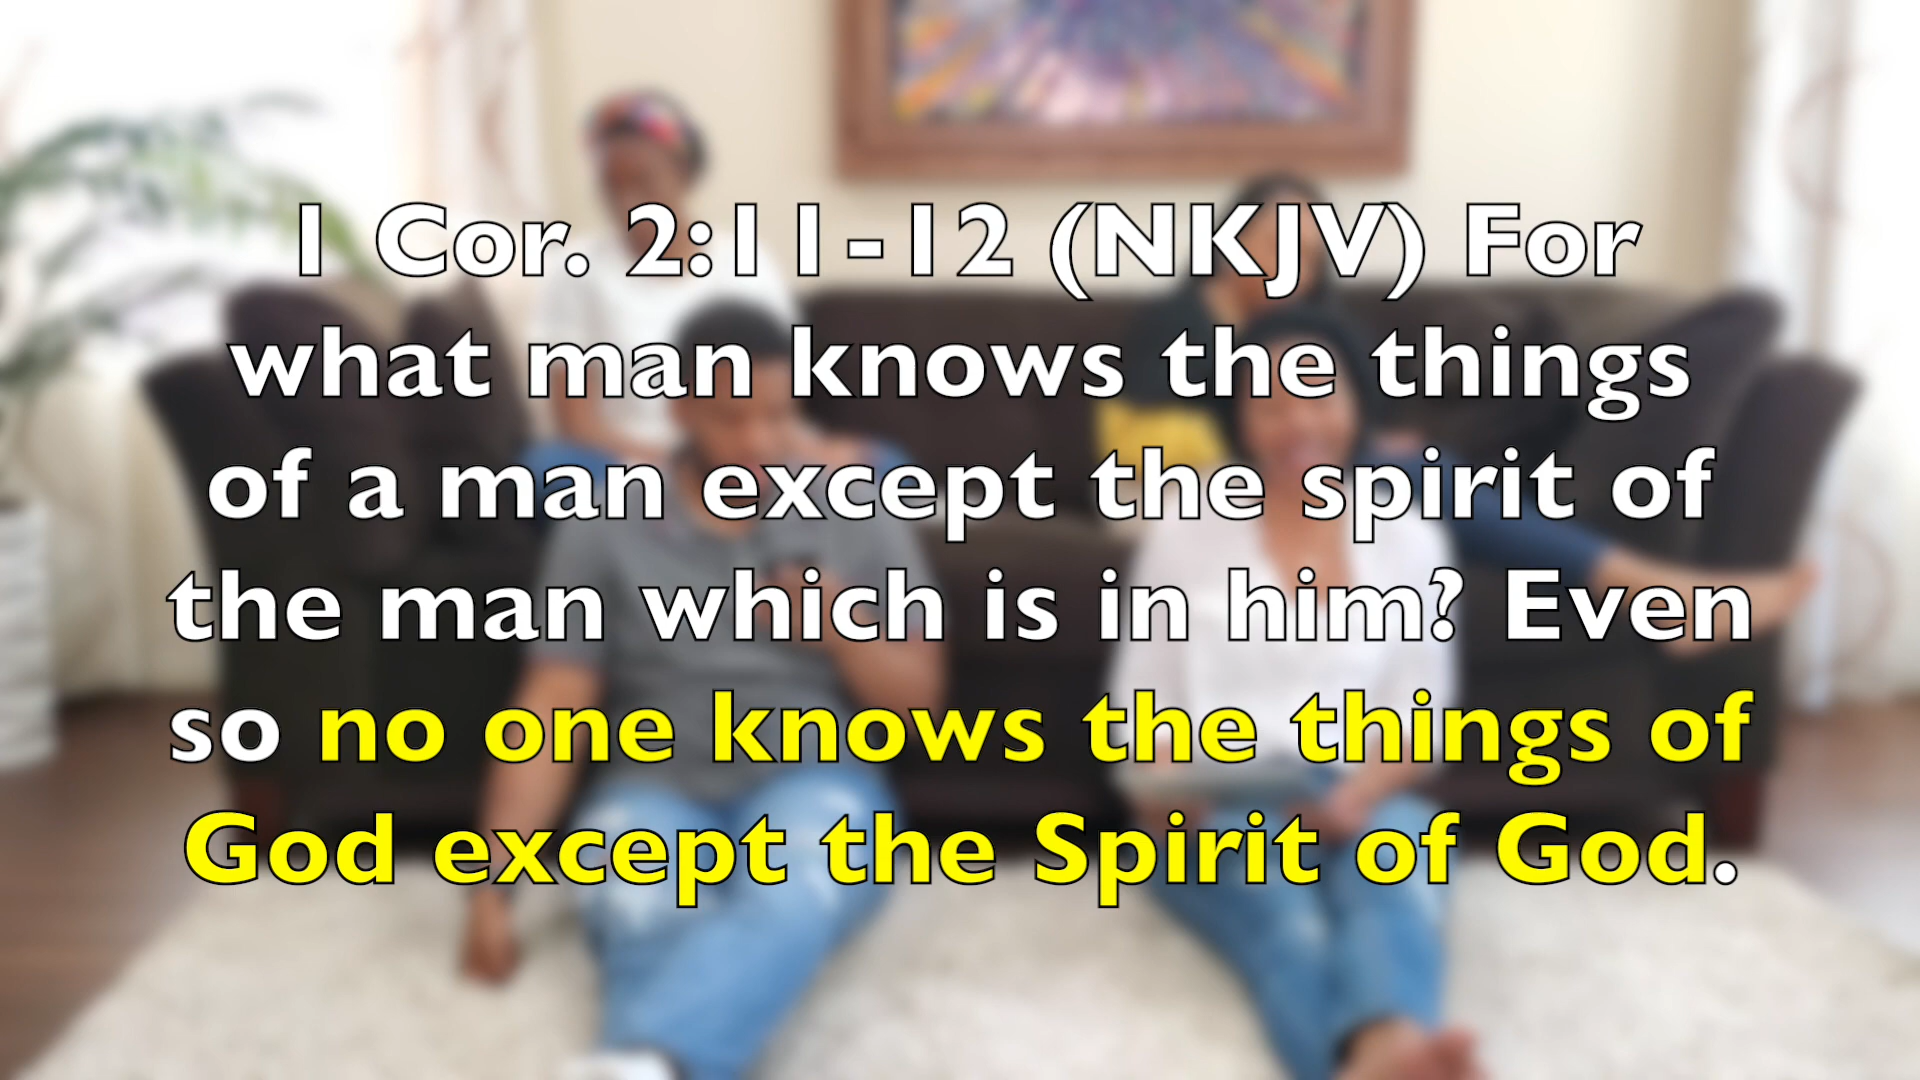 1 Cor. 2:11-12 (NKJV) For
what man knows the things
of a man except the spirit of
the man which is in him? Even
so no one knows the things of
God except the Spirit of God.